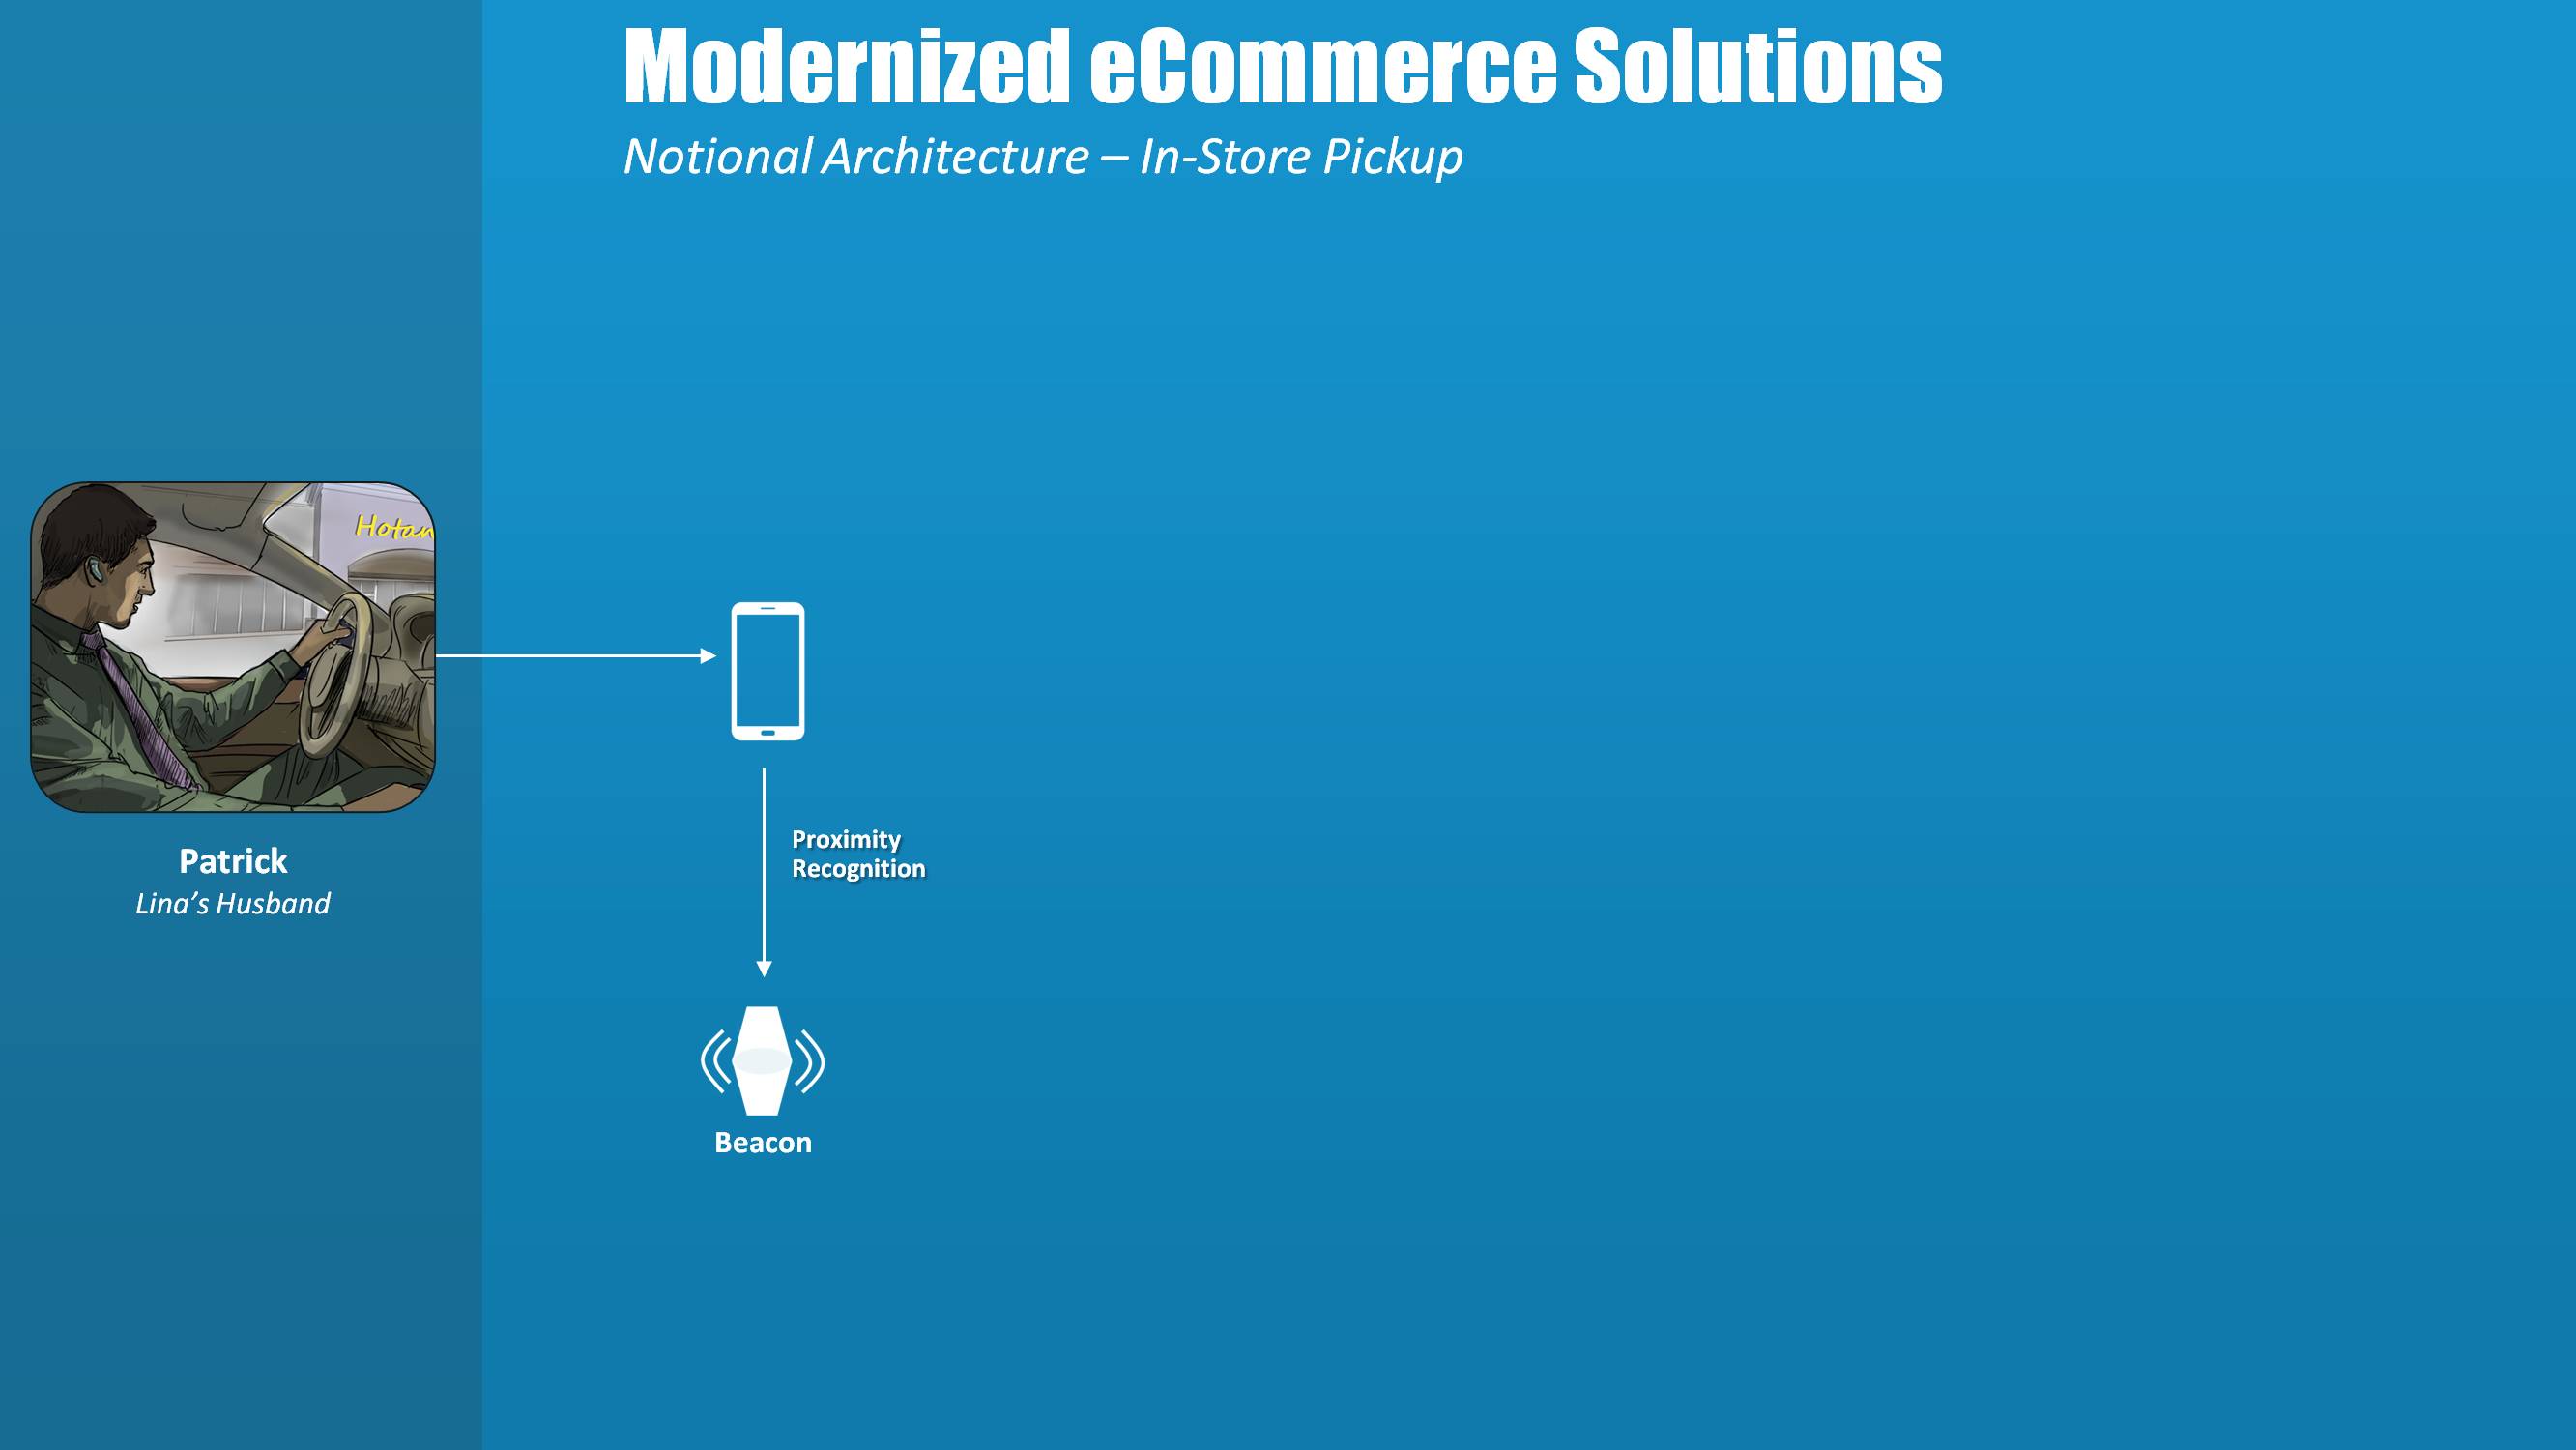 Modernized eCommerce Solutions
Notional Architecture – In-Store Pickup
Hotan
Patrick
Lina’s Husband
Proximity
Recognition
Beacon